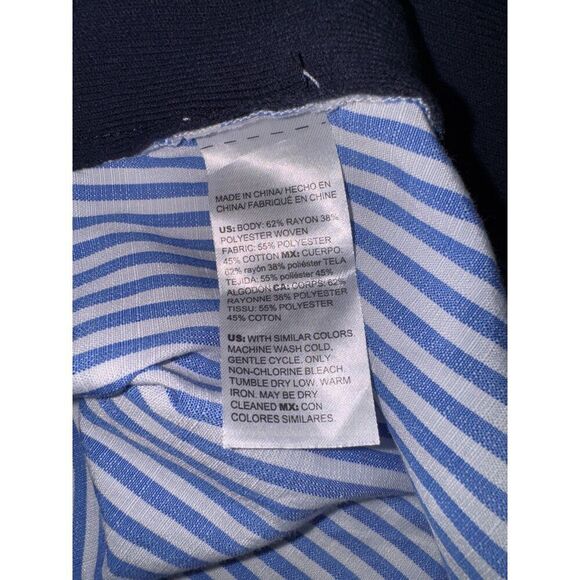 MADE IN CHINA/ HECHO EN
CHINA/ FABRIQUÉ EN CHINE
US: BODY: 62% RAYON 38%
POLYESTER WOVEN
FABRIC: 55% POLYESTER
45% COTTON MX: CUERPO:
62% rayón 38% poliéster TELA
TEJIDA: 55% poliéster 45%
ALGODON CA: CORPS: 62%
RAYONNE 38% POLYESTER
TISSU: 55% POLYESTER
45% COTON
US: WITH SIMILAR COLORS.
MACHINE WASH COLD,
GENTLE CYCLE. ONLY
NON-CHLORINE BLEACH.
TUMBLE DRY LOW. WARM
IRON. MAY BE DRY
CLEANED MX: CON
COLORES SIMILARES.